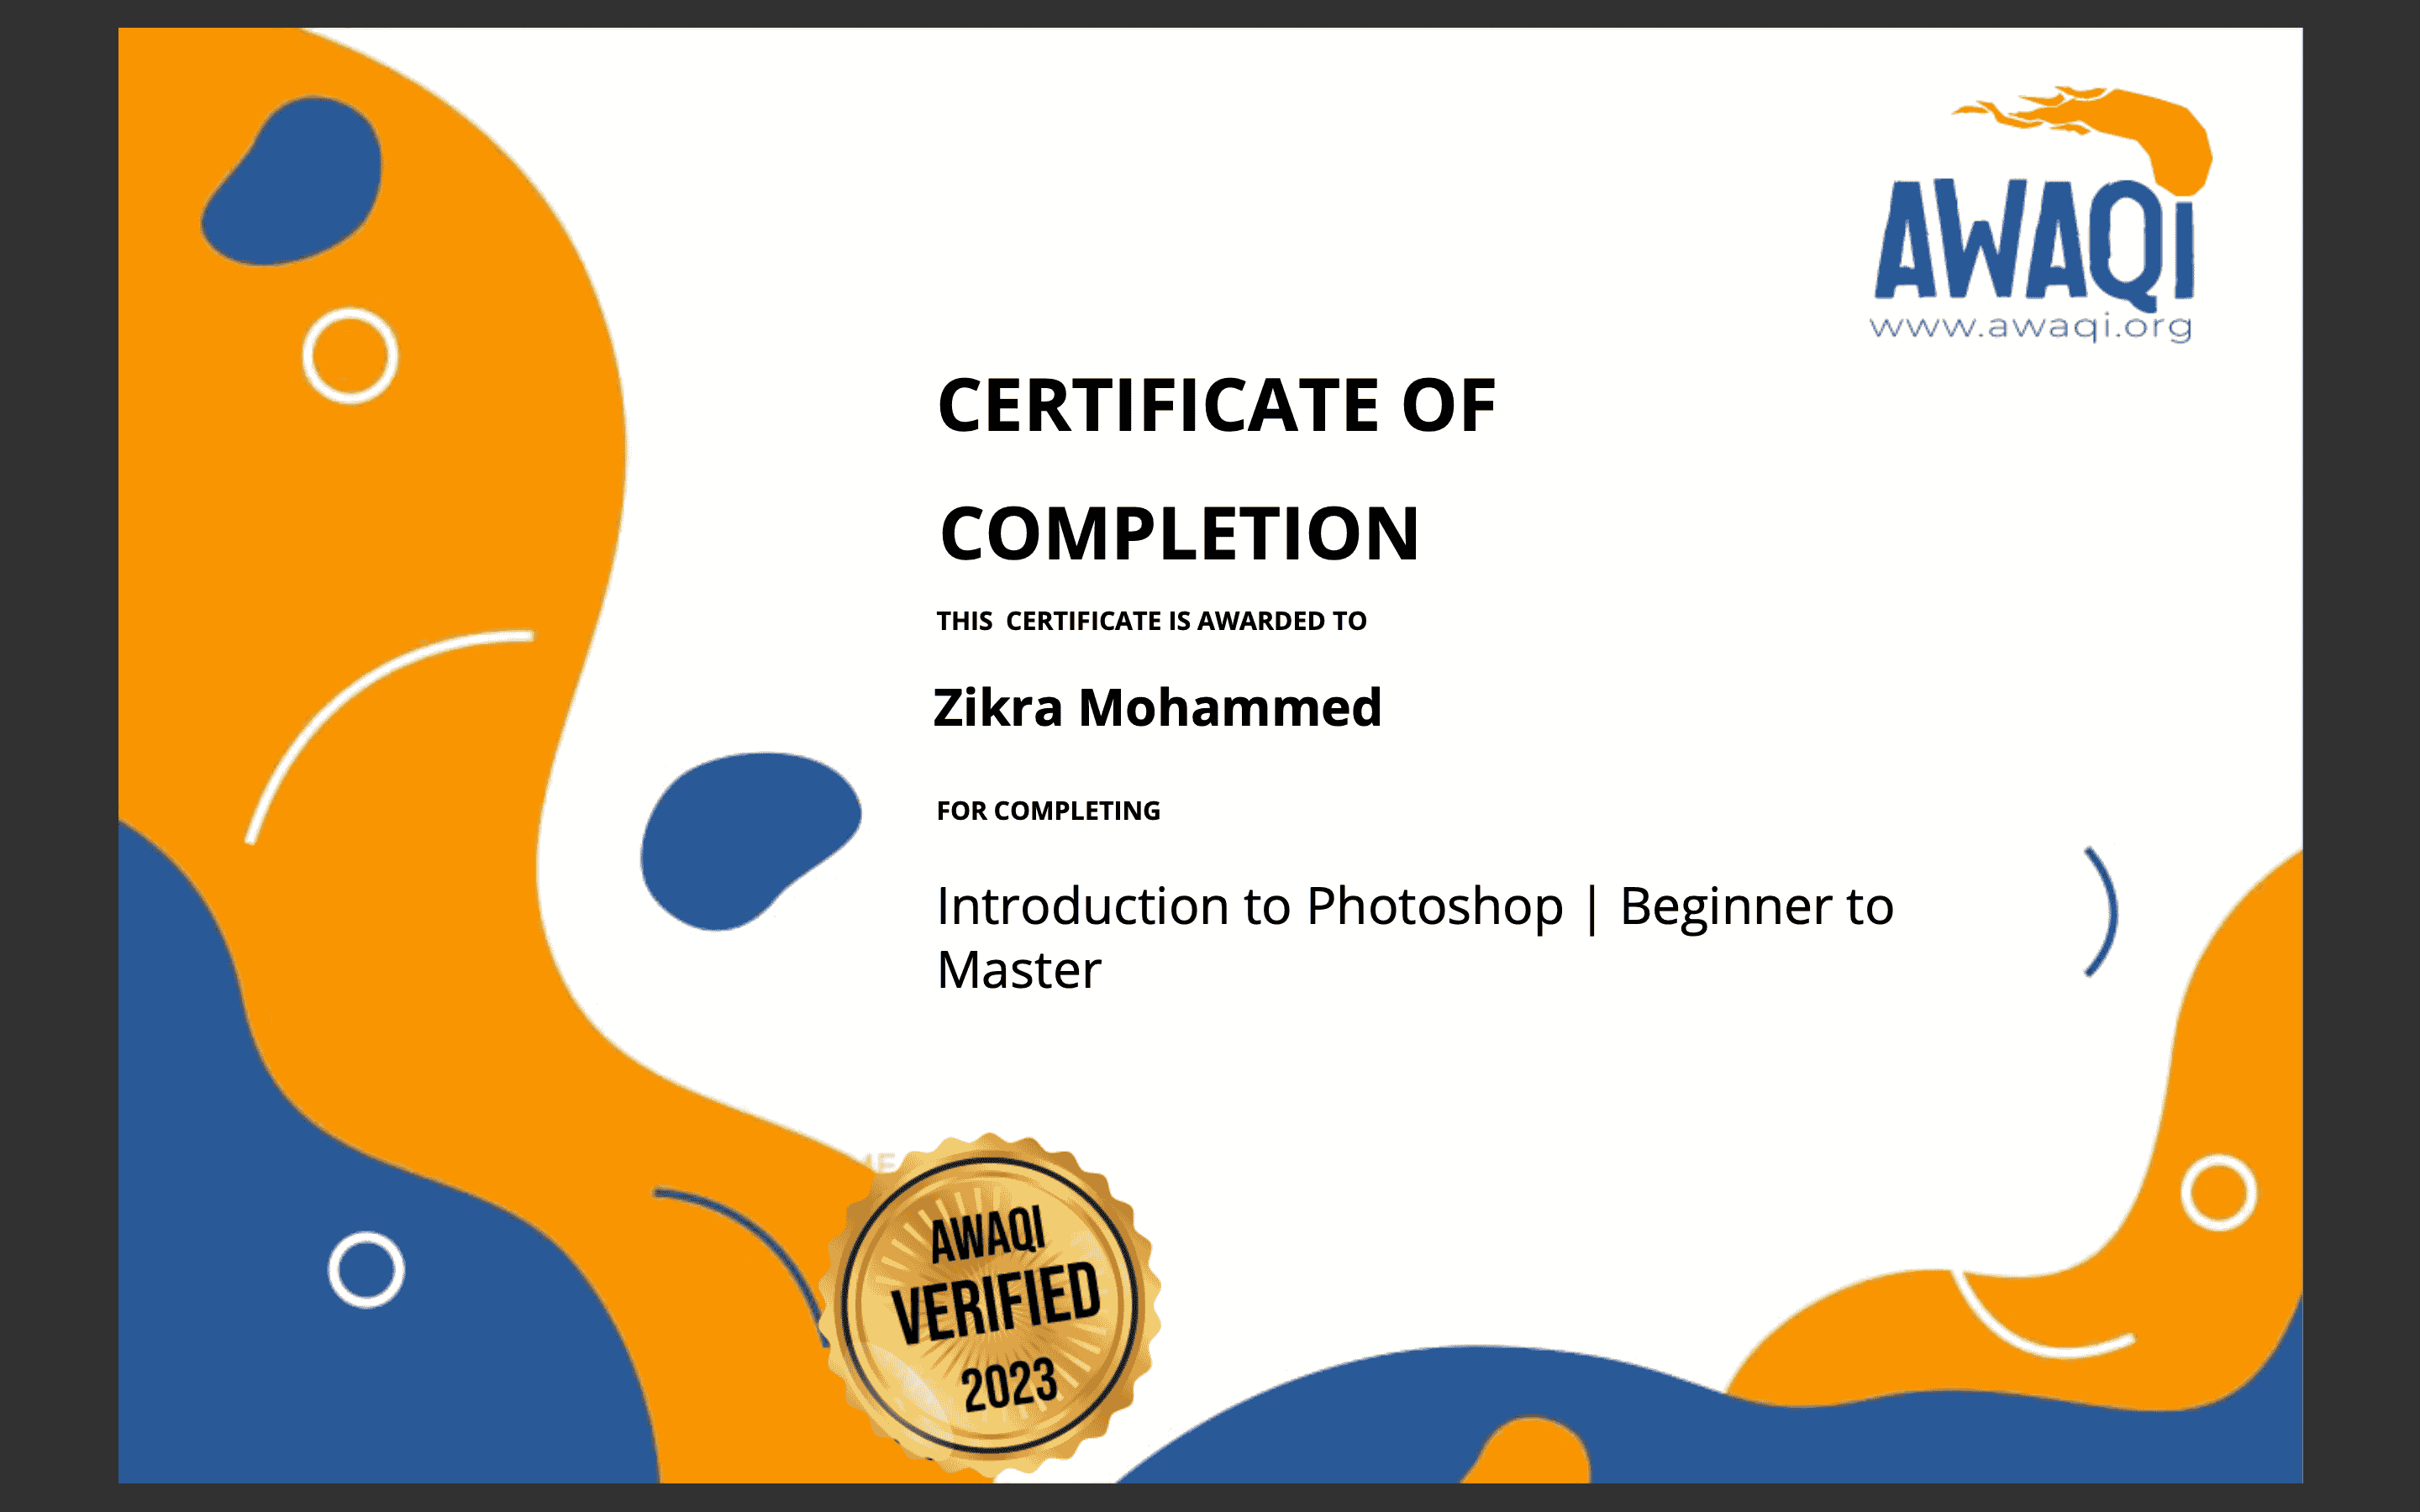 AWAQI
www.awaqi.org
CERTIFICATE OF
COMPLETION
THIS CERTIFICATE IS AWARDED TO
Zikra Mohammed
FOR COMPLETING
Introduction to Photoshop | Beginner to
Master
AWAQI
VERIFIED
2023